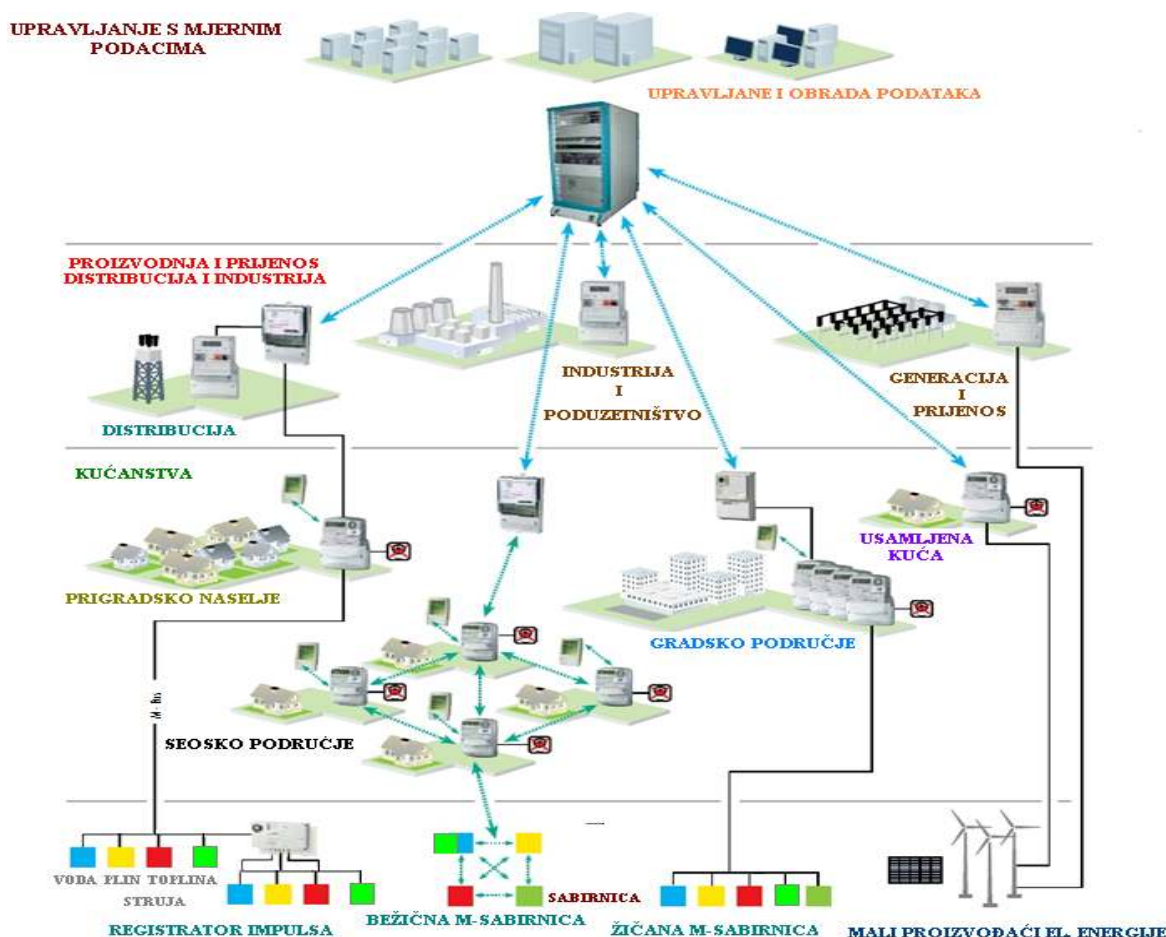 UPRAVLJANJE S MJERNIM
PODACIMA
UPRAVLJANE I OBRADA PODATAKA
PROIZVODNJA I PRIJENOS
DISTRIBUCIJA I INDUSTRIJA
INDUSTRIJA
I
PODUZETNIŠTVO
GENERACIJA
I
PRIJENOS
DISTRIBUCIJA
KUĆANSTVA
USAMLJENA
KUĆA
PRIGRADSKO NASELJE
GRADSKO PODRUČJE
SEOSKO PODRUČJE
M - Bus
VODA PLIN TOPLINA
STRUJA
SABIRNICA
REGISTRATOR IMPULSA
BEŽIČNA M-SABIRNICA
ŽIČANA M-SABIRNICA
MALI PROIZVOĐAĆI EL. ENERGIJE